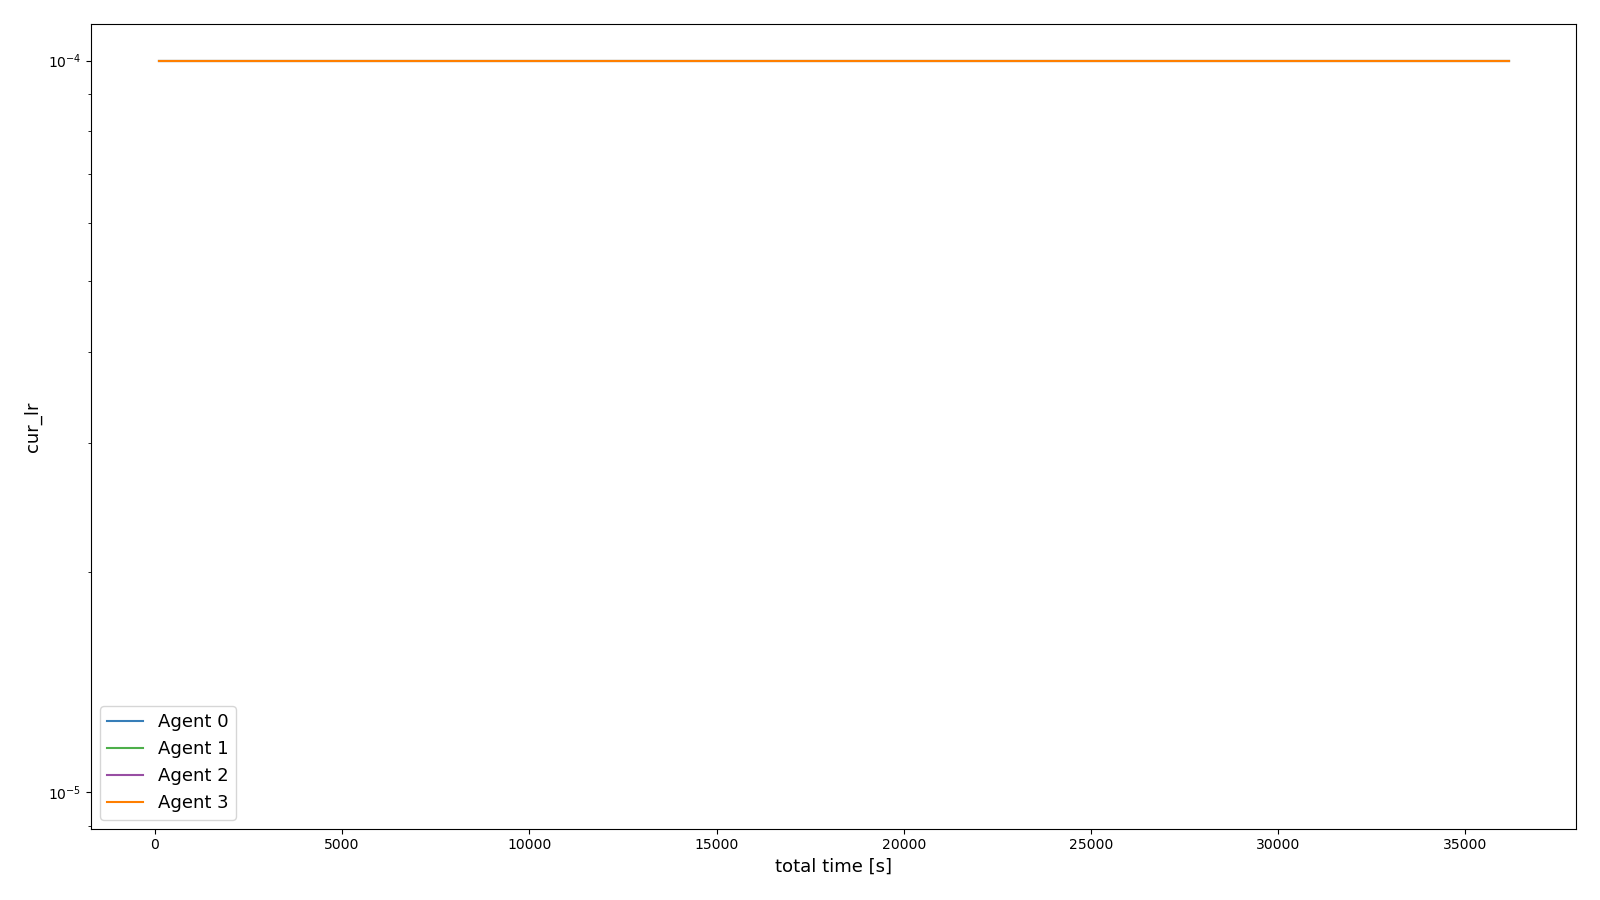 10⁻⁴
10⁻⁵
cur_lr
Agent 0
Agent 1
Agent 2
Agent 3
0 5000 10000 15000 20000 25000 30000 35000
total time [s]